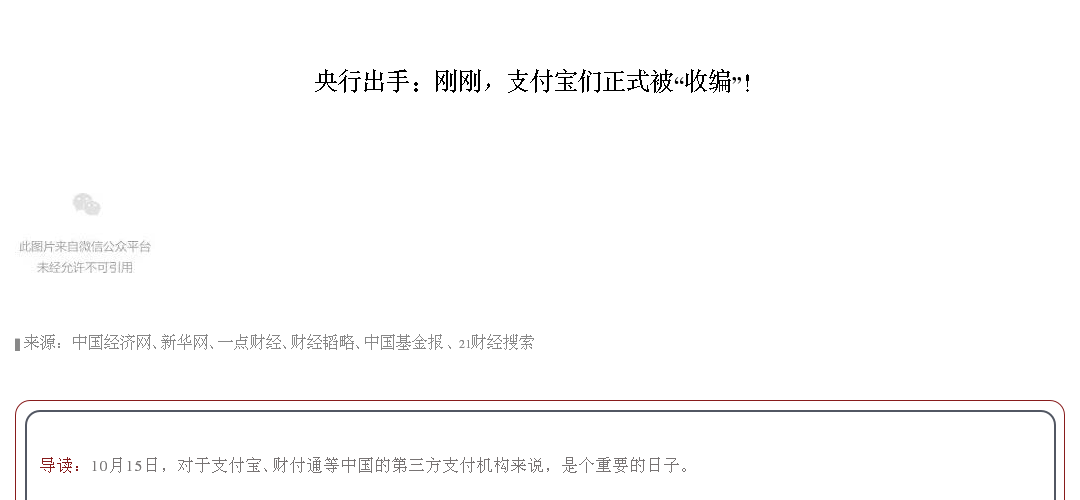 央行出手：刚刚，支付宝们正式被“收编”！
此图片来自微信公众平台
未经允许不可引用
来源：中国经济网、新华网、一点财经、财经韬略、中国基金报、21财经搜索
导读：10月15日，对于支付宝、财付通等中国的第三方支付机构来说，是个重要的日子。